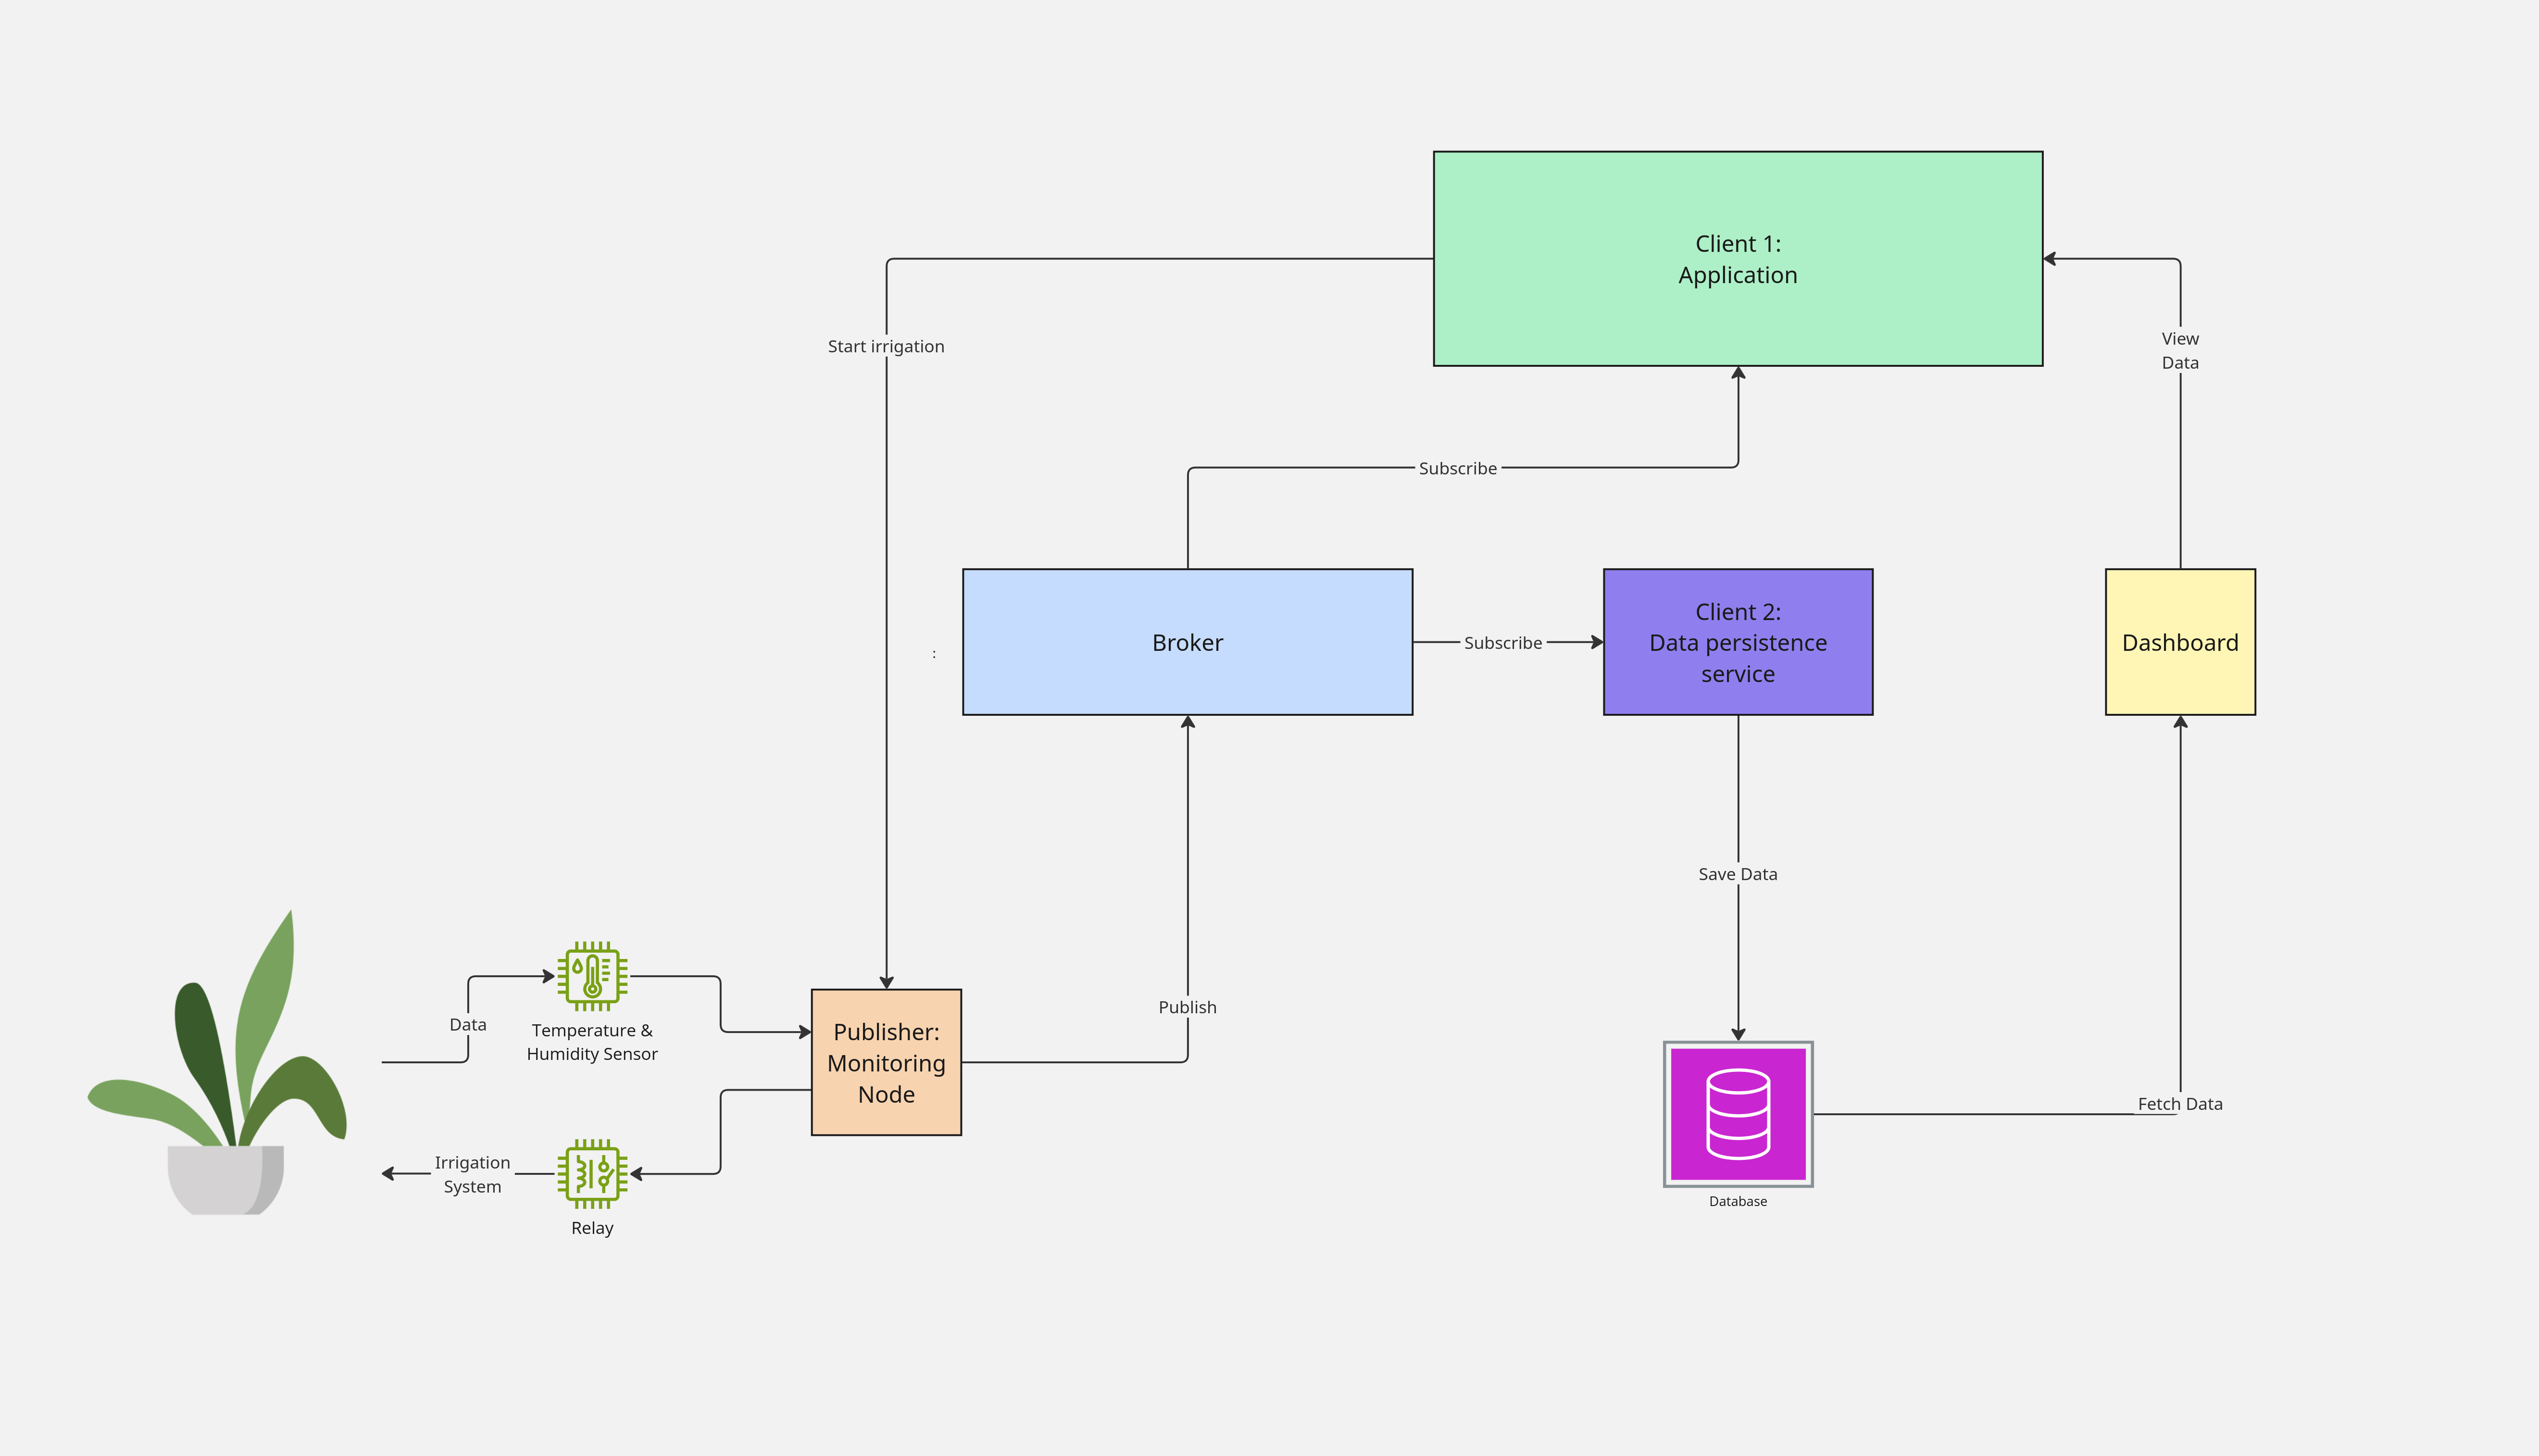 Client 1:
Application
Start irrigation
View
Data
Subscribe
Broker
Subscribe
Client 2:
Data persistence
service
Dashboard
:
Save Data
Publish
Data
Temperature &
Humidity Sensor
Publisher:
Monitoring
Node
Fetch Data
Irrigation
System
Relay
Database